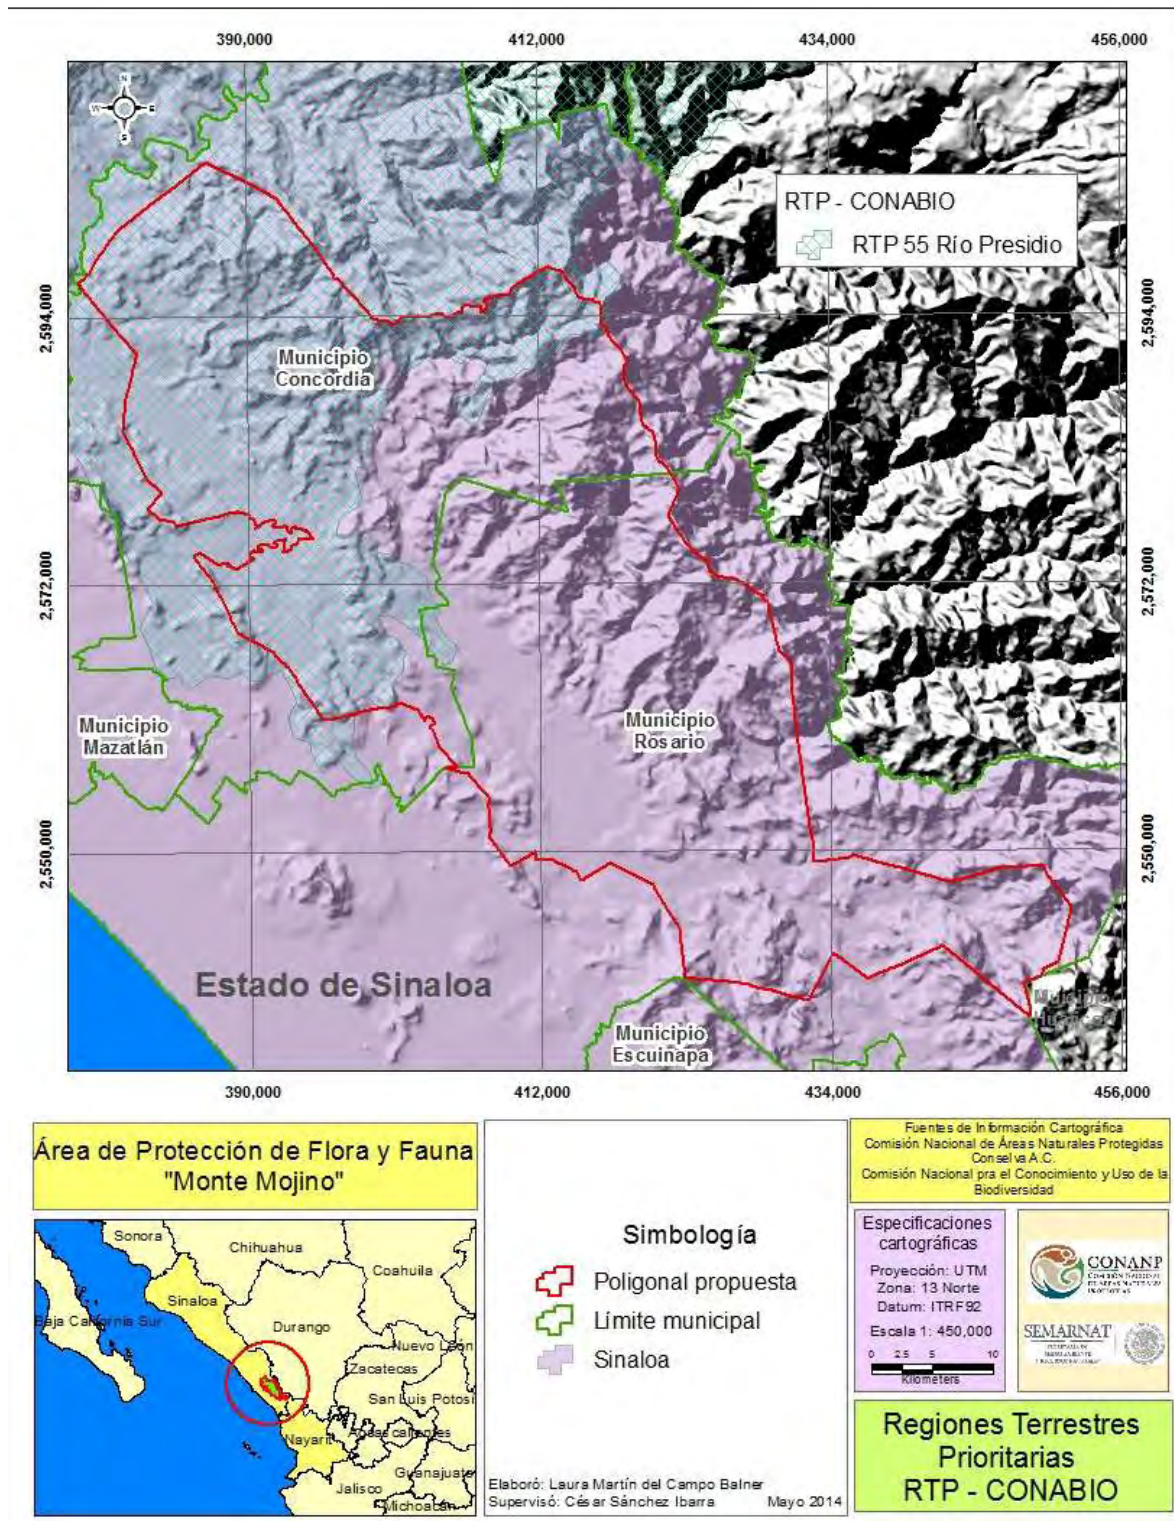 390,000
412,000
434,000
456,000
N
W
E
S
RTP - CONABIO
RTP 55 Río Presidio
2,594,000
2,594,000
Municipio
Concordia
2,572,000
2,572,000
Municipio
Mazatlán
Municipio
Rosario
2,550,000
2,550,000
Estado de Sinaloa
Municipio
Escuinapa
390,000
412,000
434,000
456,000
Área de Protección de Flora y Fauna
"Monte Mojino"
Sonora
Chihuahua
Coahuila
Sinaloa
Baja California Sur
Durango
Nuevo León
Zacatecas
San Luis Potosí
Aguascalientes
Nayarit
Guanajuato
Jalisco
Michoacán
Simbología
Poligonal propuesta
Límite municipal
Sinaloa
Elaboró: Laura Martín del Campo Balner
Supervisó: César Sánchez Ibarra
Mayo 2014
Fuentes de Información Cartográfica
Comisión Nacional de Áreas Naturales Protegidas
Conselva A.C.
Comisión Nacional pra el Conocimiento y Uso de la
Biodiversidad
Especificaciones
cartográficas
Proyección: UTM
Zona: 13 Norte
Datum: ITRF92
Escala 1: 450,000
0 2.5 5 10
Kilometers
CONANP
COMISIÓN NACIONAL
DE ÁREAS NATURALES
PROTEGIDAS
SEMARNAT
Regiones Terrestres
Prioritarias
RTP - CONABIO